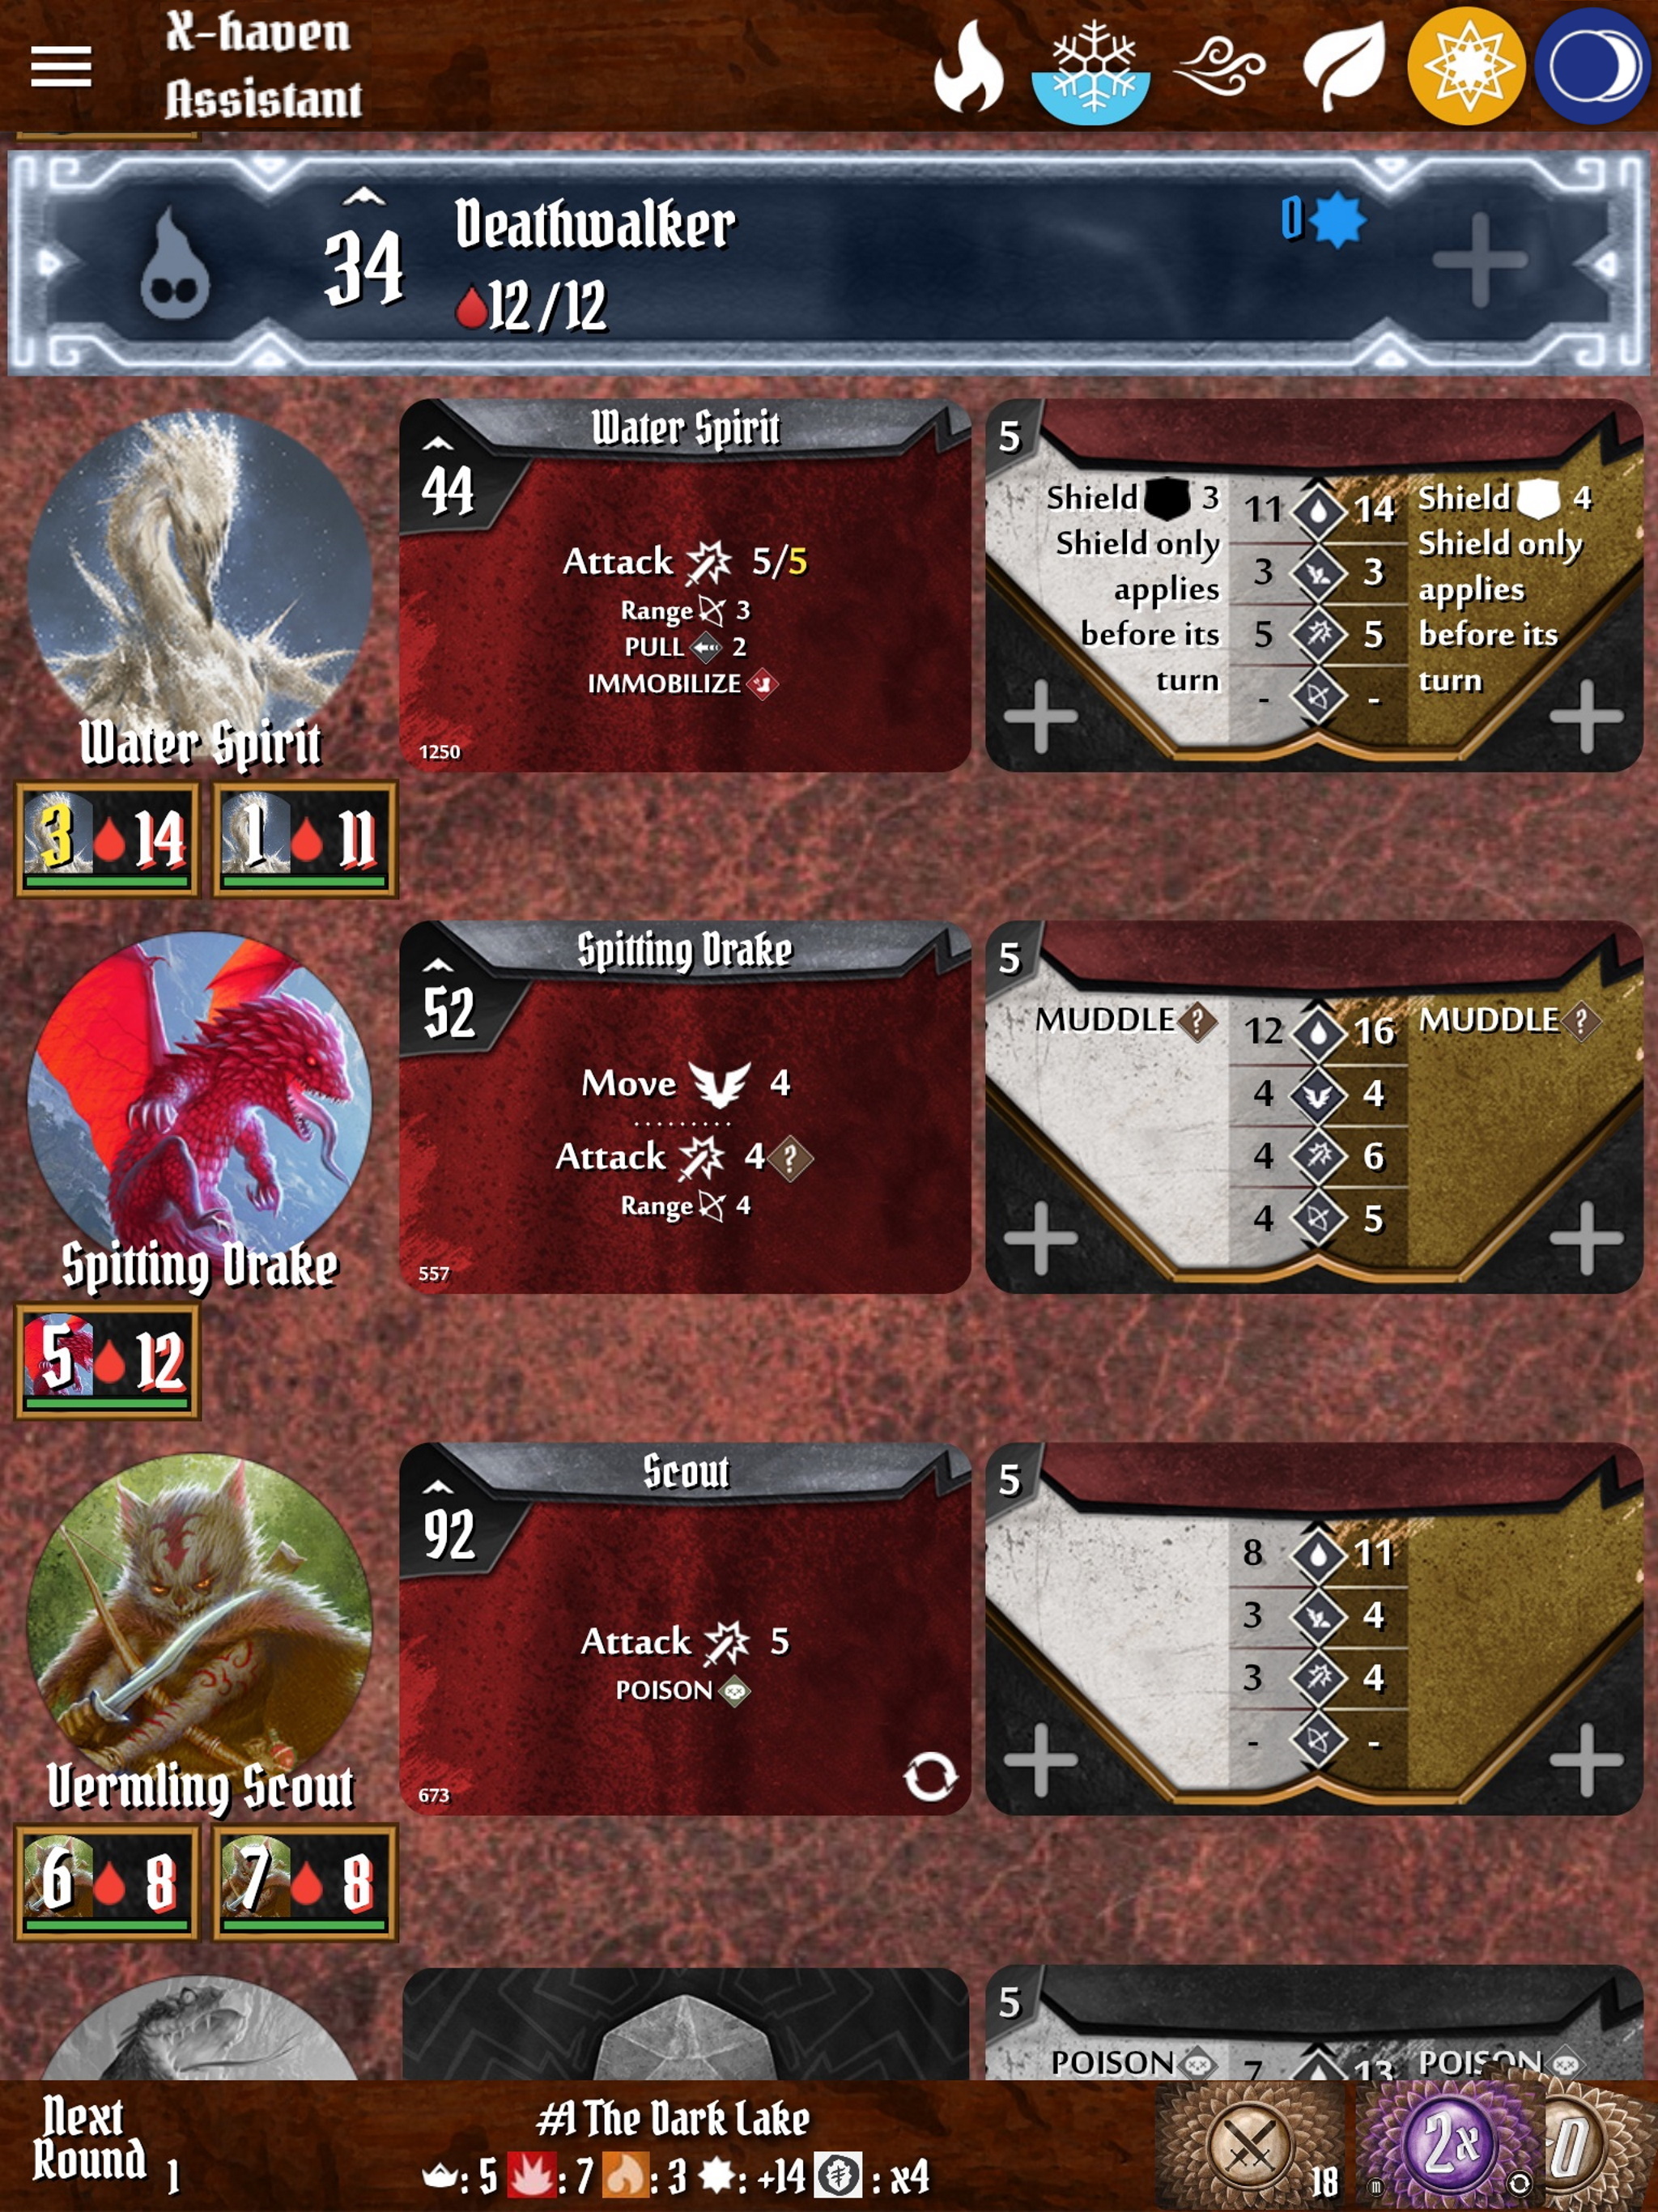 X-haven
Assistant
34
Deathwalker
0
12/12
Water Spirit
44
Attack 5/5
Range 3
PULL 2
IMMOBILIZE
1250
5
Shield 3
Shield only
applies
before its
turn
11 14
3 3
5 5
- -
Shield 4
Shield only
applies
before its
turn
Water Spirit
3 14
1 11
Spitting Drake
52
Move 4
Attack 4 ?
Range 4
557
5
MUDDLE ?
12 16
4 4
4 6
4 5
MUDDLE ?
Spitting Drake
5 12
Scout
92
Attack 5
POISON
673
5
8 11
3 4
3 4
- -
Vermling Scout
6 8
7 8
5
POISON 7 13 POISON
Next
Round 1
#1 The Dark Lake
: 5 : 7 : 3 : +14 : x4
18
2x